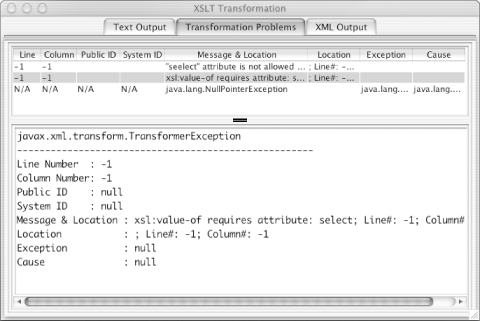 XSLT Transformation
Text Output Transformation Problems XML Output
Line Column Public ID System ID Message & Location Location Exception Cause
-1 -1 "seelect" attribute is not allowed ... ; Line#: -...
-1 -1 xsl:value-of requires attribute: s... ; Line#: -...
N/A N/A N/A N/A java.lang.NullPointerException java.lang.... java.lang....
javax.xml.transform.TransformerException
----------------------------------------------------
Line Number : -1
Column Number: -1
Public ID : null
System ID : null
Message & Location : xsl:value-of requires attribute: select; Line#: -1; Column#
Location : ; Line#: -1; Column#: -1
Exception : null
Cause : null